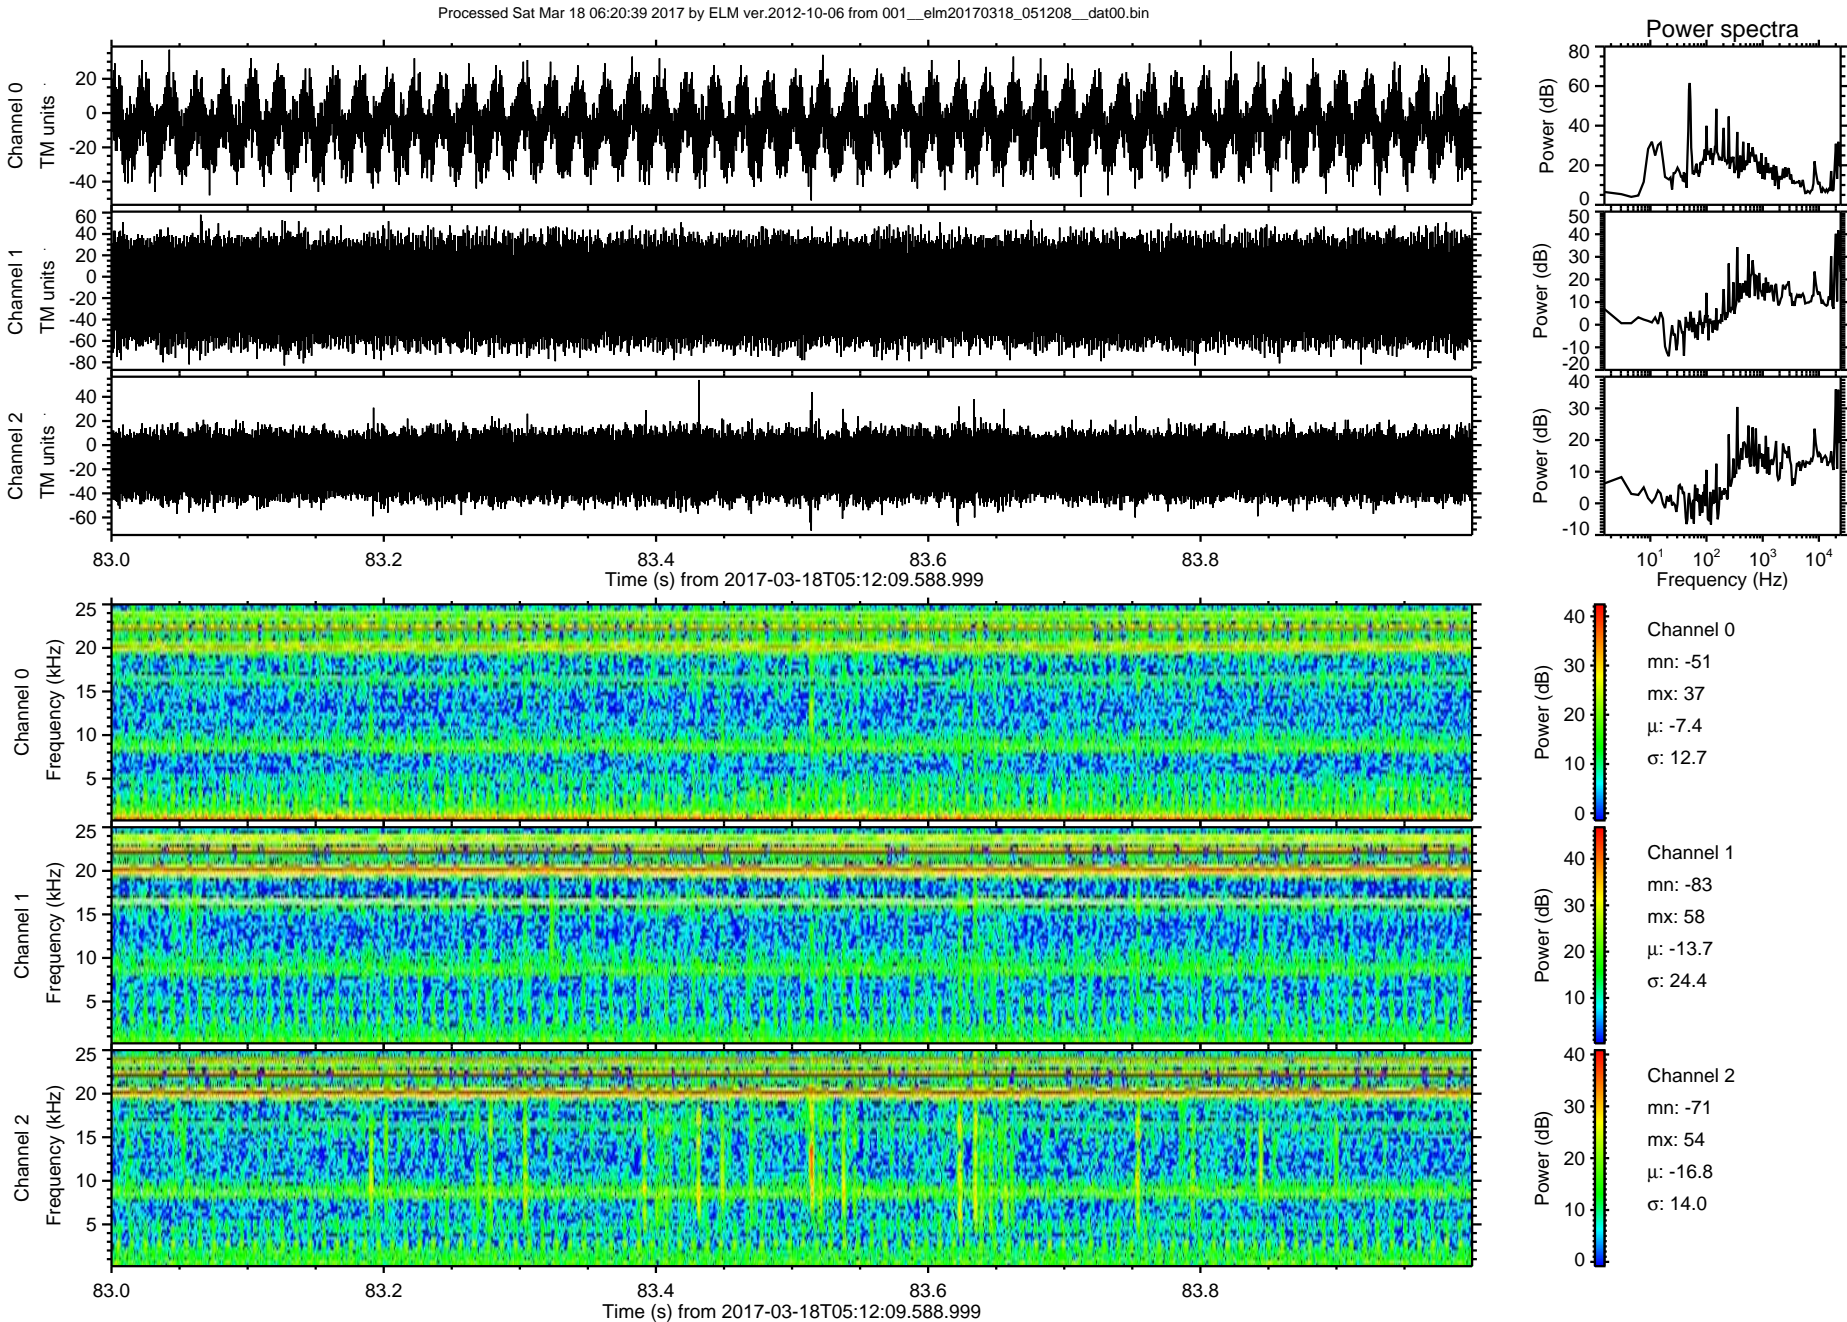 Processed Sat Mar 18 06:20:39 2017 by ELM ver.2012-10-06 from 001__elm20170318_051208__dat00.bin
Power spectra
Channel 0
TM units
20
0
-20
-40
Power (dB)
80
60
40
20
0
Channel 1
TM units
60
40
20
0
-20
-40
-60
-80
Power (dB)
50
40
30
20
10
0
-10
-20
Channel 2
TM units
40
20
0
-20
-40
-60
Power (dB)
40
30
20
10
0
-10
83.0 83.2 83.4 83.6 83.8
Time (s) from 2017-03-18T05:12:09.588.999
10^1 10^2 10^3 10^4
Frequency (Hz)
Channel 0
Frequency (kHz)
25
20
15
10
5
Power (dB)
40
30
20
10
0
Channel 0
mn: -51
mx: 37
μ: -7.4
σ: 12.7
Channel 1
Frequency (kHz)
25
20
15
10
5
Power (dB)
40
30
20
10
Channel 1
mn: -83
mx: 58
μ: -13.7
σ: 24.4
Channel 2
Frequency (kHz)
25
20
15
10
5
Power (dB)
40
30
20
10
0
Channel 2
mn: -71
mx: 54
μ: -16.8
σ: 14.0
83.0 83.2 83.4 83.6 83.8
Time (s) from 2017-03-18T05:12:09.588.999